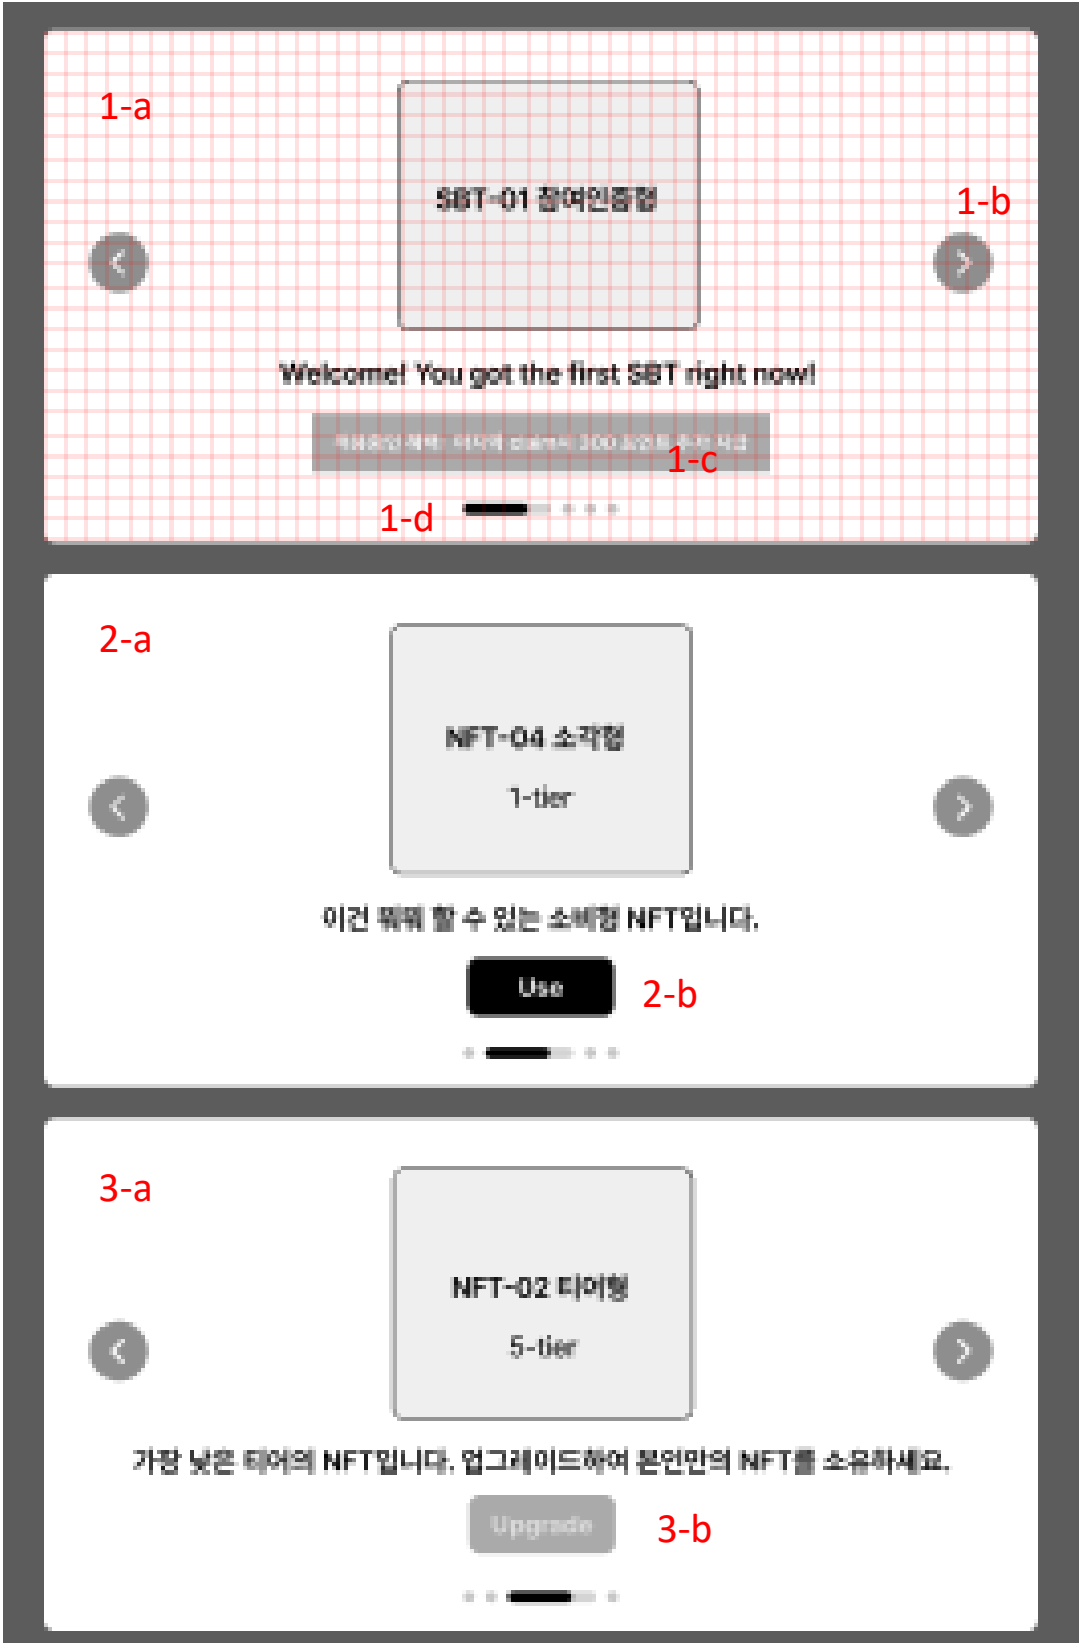 1-a
SBT-01 참여인증형
1-b
Welcome! You got the first SBT right now!
1-c
1-d
2-a
NFT-04 소각형
1-tier
이건 뭐뭐 할 수 있는 소비형 NFT입니다.
Use
2-b
3-a
NFT-02 티어형
5-tier
가장 낮은 티어의 NFT입니다. 업그레이드하여 본인만의 NFT를 소유하세요.
Upgrade
3-b